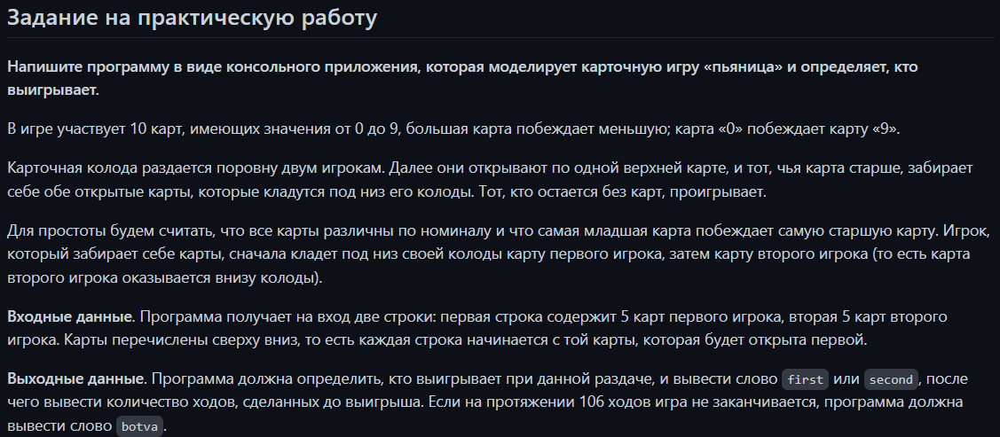 Задание на практическую работу
Напишите программу в виде консольного приложения, которая моделирует карточную игру «пьяница» и определяет, кто
выигрывает.
В игре участвует 10 карт, имеющих значения от 0 до 9, большая карта побеждает меньшую; карта «0» побеждает карту «9».
Карточная колода раздается поровну двум игрокам. Далее они открывают по одной верхней карте, и тот, чья карта старше, забирает
себе обе открытые карты, которые кладутся под низ его колоды. Тот, кто остается без карт, проигрывает.
Для простоты будем считать, что все карты различны по номиналу и что самая младшая карта побеждает самую старшую карту. Игрок,
который забирает себе карты, сначала кладет под низ своей колоды карту первого игрока, затем карту второго игрока (то есть карта
второго игрока оказывается внизу колоды).
Входные данные. Программа получает на вход две строки: первая строка содержит 5 карт первого игрока, вторая 5 карт второго
игрока. Карты перечислены сверху вниз, то есть каждая строка начинается с той карты, которая будет открыта первой.
Выходные данные. Программа должна определить, кто выигрывает при данной раздаче, и вывести слово first или second, после
чего вывести количество ходов, сделанных до выигрыша. Если на протяжении 106 ходов игра не заканчивается, программа должна
вывести слово botva.